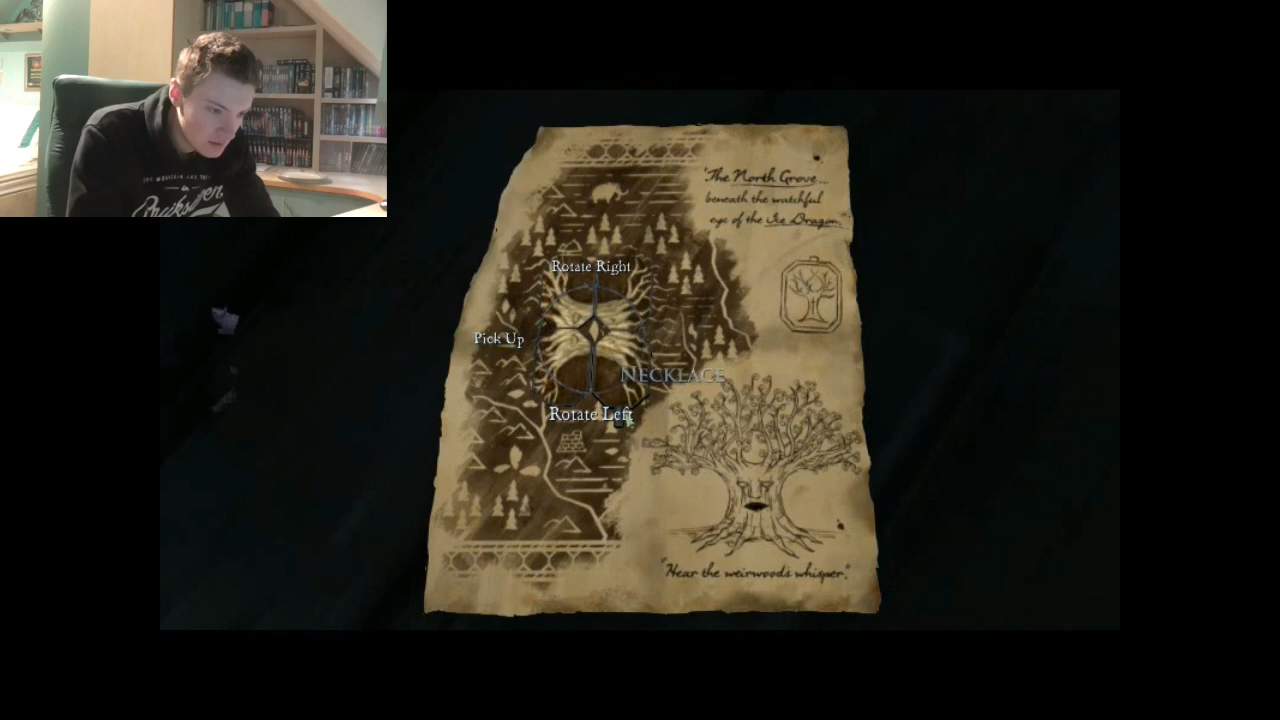 "The North Grove...
beneath the watchful
eye of the Ice Dragon."
Rotate Right
Pick Up
NECKLACE
Rotate Left
"Hear the weirwood's whisper."